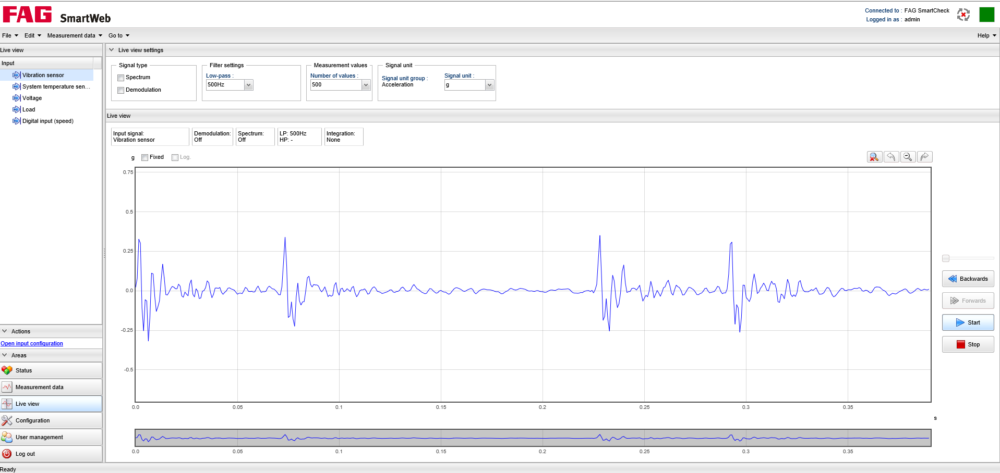 FAG SmartWeb
Connected to : FAG SmartCheck
Logged in as : admin
File Edit Measurement data Go to Help
Live view
Input
Vibration sensor
System temperature sen...
Voltage
Load
Digital input (speed)
Actions
Open input configuration
Areas
Status
Measurement data
Live view
Configuration
User management
Log out
Ready
Live view settings
Signal type
Spectrum
Demodulation
Filter settings
Low-pass :
500Hz
Measurement values
Number of values :
500
Signal unit
Signal unit group :
Acceleration
Signal unit :
g
Live view
Input signal:
Vibration sensor
Demodulation:
Off
Spectrum:
Off
LP: 500Hz
HP: -
Integration:
None
g Fixed Log.
0.75
0.5
0.25
0.0
-0.25
-0.5
0.0 0.05 0.1 0.15 0.2 0.25 0.3 0.35
s
0.0 0.05 0.1 0.15 0.2 0.25 0.3 0.35
Backwards
Forwards
Start
Stop